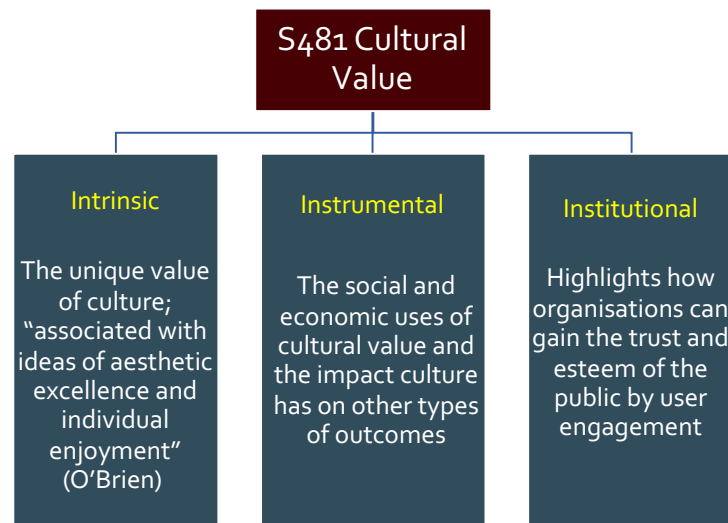 S481 Cultural
Value
Intrinsic
The unique value
of culture;
“associated with
ideas of aesthetic
excellence and
individual
enjoyment”
(O’Brien)
Instrumental
The social and
economic uses of
cultural value and
the impact culture
has on other types
of outcomes
Institutional
Highlights how
organisations can
gain the trust and
esteem of the
public by user
engagement